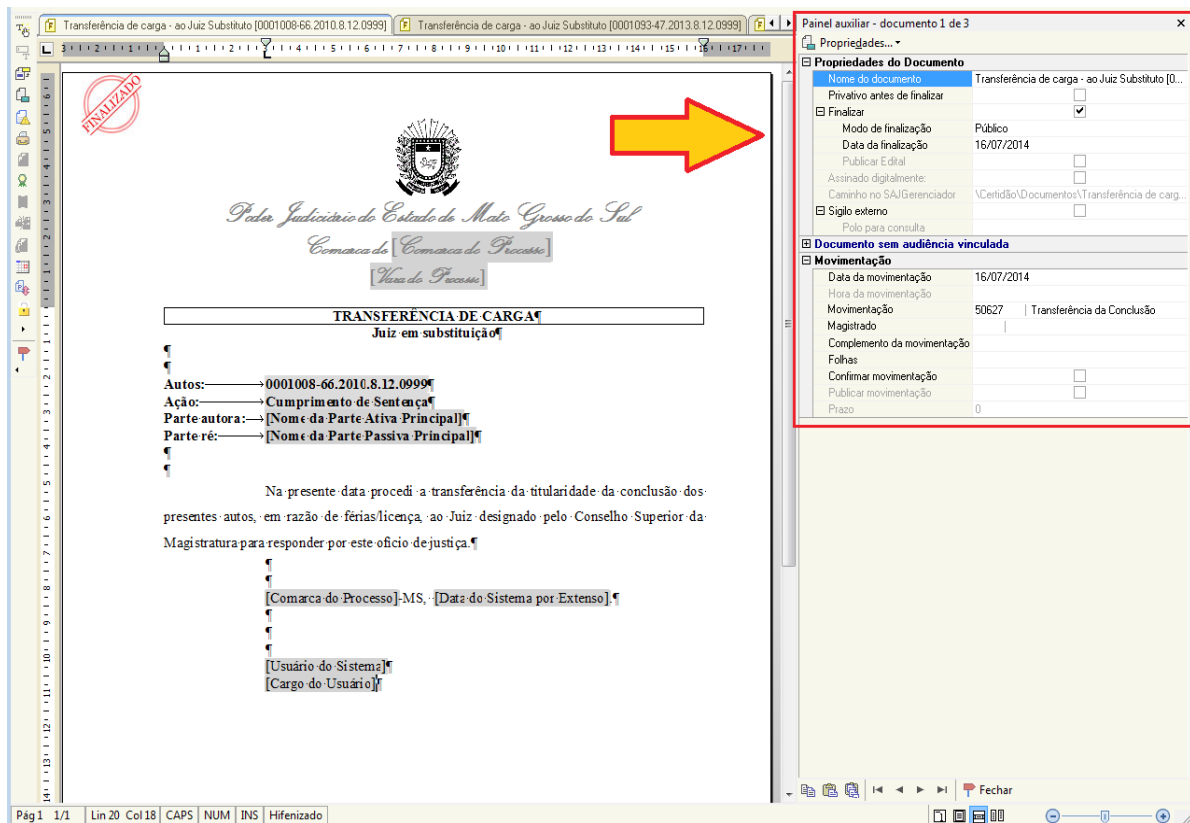 Transferência de carga - ao Juiz Substituto [0001008-66.2010.8.12.0999]
Transferência de carga - ao Juiz Substituto [0001093-47.2013.8.12.0999]
FINALIZADO
Poder Judiciário do Estado de Mato Grosso do Sul
Comarca de [Comarca do Processo]
[Vara do Processo]
TRANSFERÊNCIA DE CARGA¶
Juiz em substituição¶
¶
¶
Autos: 0001008-66.2010.8.12.0999¶
Ação: Cumprimento de Sentença¶
Parte autora: [Nome da Parte Ativa Principal]¶
Parte ré: [Nome da Parte Passiva Principal]¶
¶
¶
Na presente data procedi a transferência da titularidade da conclusão dos
presentes autos, em razão de férias/licença, ao Juiz designado pelo Conselho Superior da
Magistratura para responder por este oficio de justiça.¶
¶
¶
[Comarca do Processo]-MS, [Data do Sistema por Extenso].¶
¶
¶
¶
[Usuário do Sistema]¶
[Cargo do Usuário]¶
Painel auxiliar - documento 1 de 3
Propriedades...
Propriedades do Documento
Nome do documento Transferência de carga - ao Juiz Substituto [0...
Privativo antes de finalizar
Finalizar
Modo de finalização Público
Data da finalização 16/07/2014
Publicar Edital
Assinado digitalmente:
Caminho no SAJGerenciador \Certidão\Documentos\Transferência de carg...
Sigilo externo
Polo para consulta
Documento sem audiência vinculada
Movimentação
Data da movimentação 16/07/2014
Hora da movimentação
Movimentação 50627 | Transferência da Conclusão
Magistrado
Complemento da movimentação
Folhas
Confirmar movimentação
Publicar movimentação
Prazo 0
Fechar
Pág 1 1/1 Lin 20 Col 18 CAPS NUM INS Hifenizado